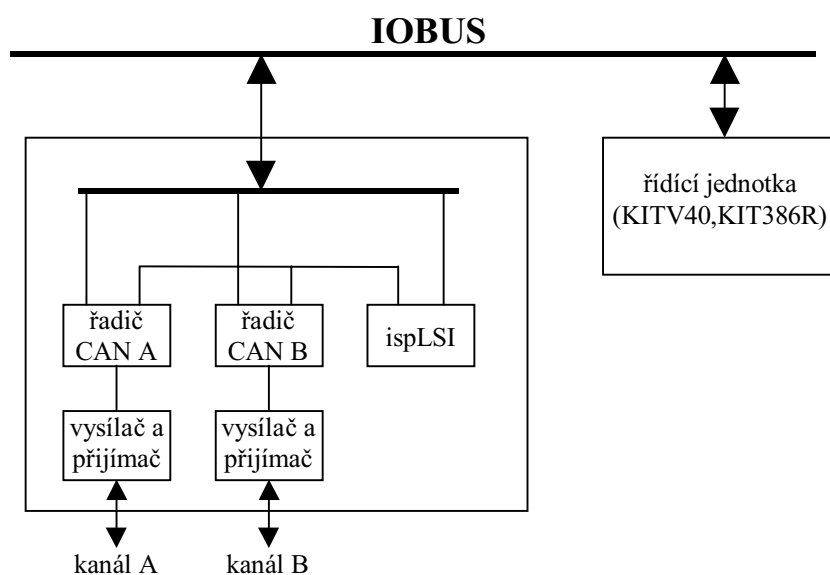 IOBUS
řídící jednotka
(KITV40,KIT386R)
řadič
CAN A
řadič
CAN B
ispLSI
vysílač a
přijímač
vysílač a
přijímač
kanál A
kanál B